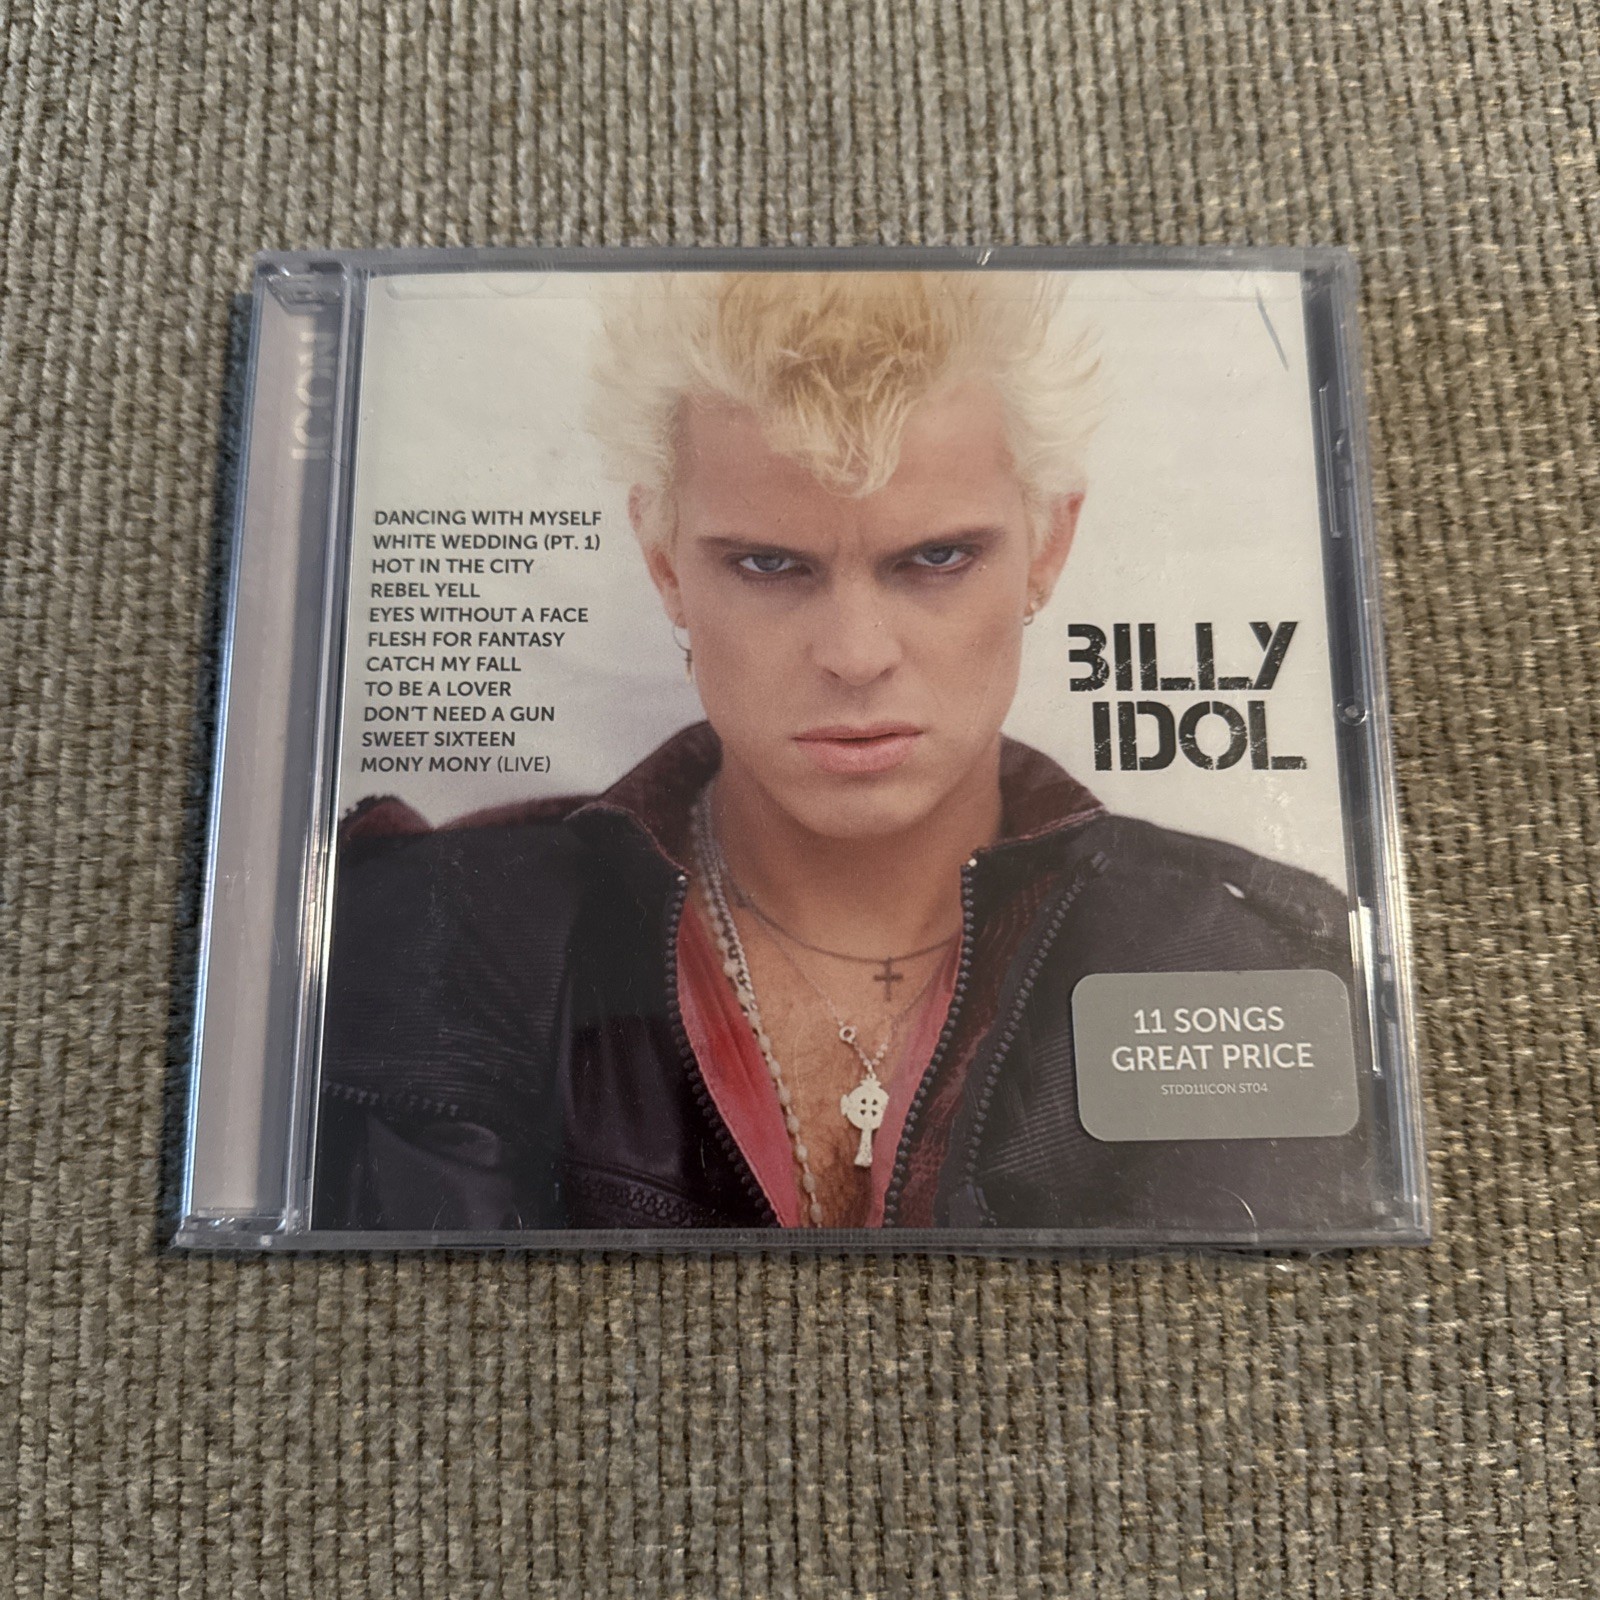 ICON
DANCING WITH MYSELF
WHITE WEDDING (PT. 1)
HOT IN THE CITY
REBEL YELL
EYES WITHOUT A FACE
FLESH FOR FANTASY
CATCH MY FALL
TO BE A LOVER
DON'T NEED A GUN
SWEET SIXTEEN
MONY MONY (LIVE)
BILLY
IDOL
11 SONGS
GREAT PRICE
STDD11ICON ST04